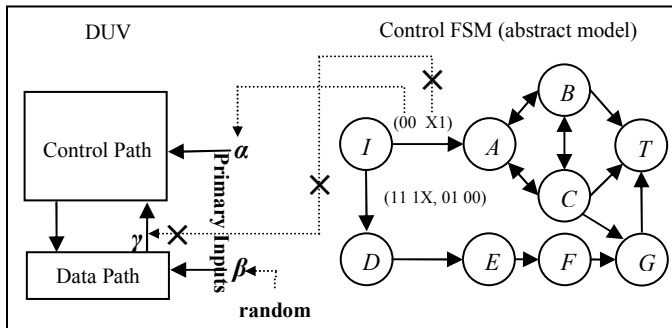 DUV
Control FSM (abstract model)
Control Path
Data Path
α
γ
β
Primary Inputs
random
(00 X1)
(11 1X, 01 00)
I
A
B
C
T
D
E
F
G